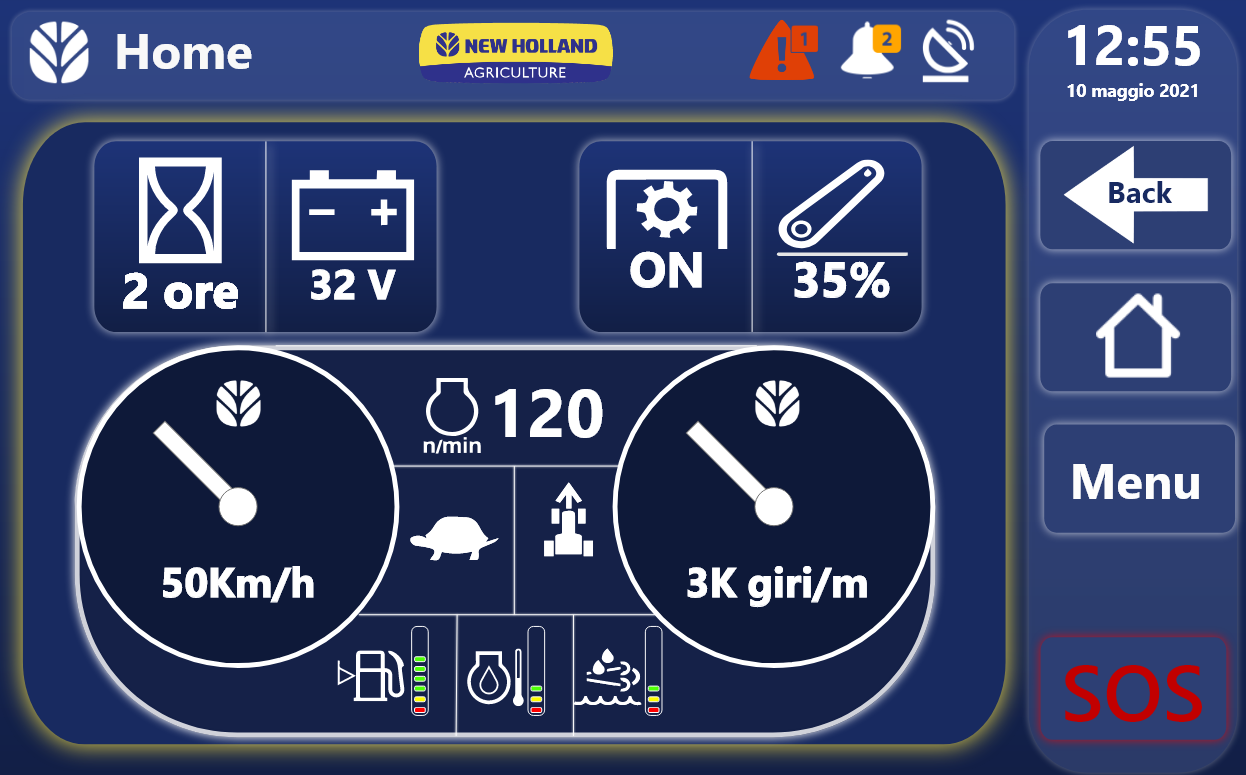 Home
NEW HOLLAND
AGRICULTURE
1
2
12:55
10 maggio 2021
2 ore
32 V
ON
35%
Back
n/min
120
50Km/h
3K giri/m
Menu
SOS